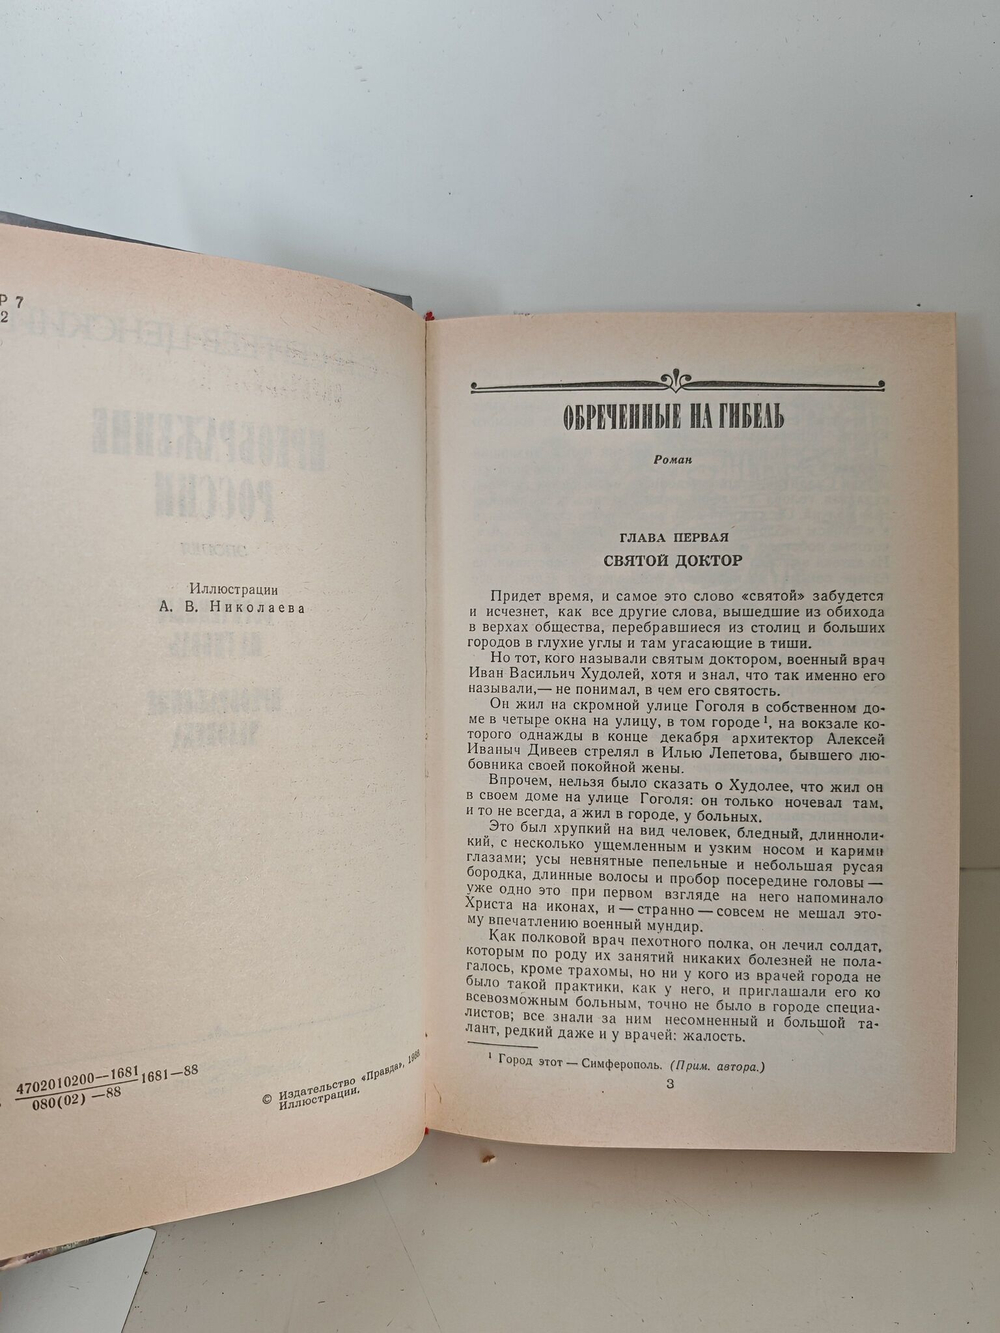 Р 7
2
Иллюстрации
А. В. Николаева
4702010200—1681
080(02) —88
1681—88
© Издательство «Правда», 1988
Иллюстрации.
ОБРЕЧЕННЫЕ НА ГИБЕЛЬ
Роман
ГЛАВА ПЕРВАЯ
СВЯТОЙ ДОКТОР
Придет время, и самое это слово «святой» забудется
и исчезнет, как все другие слова, вышедшие из обихода
в верхах общества, перебравшиеся из столиц и больших
городов в глухие углы и там угасающие в тиши.
Но тот, кого называли святым доктором, военный врач
Иван Васильич Худолей, хотя и знал, что так именно его
называли,— не понимал, в чем его святость.
Он жил на скромной улице Гоголя в собственном до-
ме в четыре окна на улицу, в том городе ¹, на вокзале ко-
торого однажды в конце декабря архитектор Алексей
Иваныч Дивеев стрелял в Илью Лепетова, бывшего лю-
бовника своей покойной жены.
Впрочем, нельзя было сказать о Худолее, что жил он
в своем доме на улице Гоголя: он только ночевал там,
и то не всегда, а жил в городе, у больных.
Это был хрупкий на вид человек, бледный, длинноли-
кий, с несколько ущемленным и узким носом и карими
глазами; усы невнятные пепельные и небольшая русая
бородка, длинные волосы и пробор посередине головы —
уже одно это при первом взгляде на него напоминало
Христа на иконах, и — странно — совсем не мешал это-
му впечатлению военный мундир.
Как полковой врач пехотного полка, он лечил солдат,
которым по роду их занятий никаких болезней не пола-
галось, кроме трахомы, но ни у кого из врачей города не
было такой практики, как у него, и приглашали его ко
всевозможным больным, точно не было в городе специа-
листов; все знали за ним несомненный и большой та-
лант, редкий даже и у врачей: жалость.
¹ Город этот — Симферополь. (Прим. автора.)
3